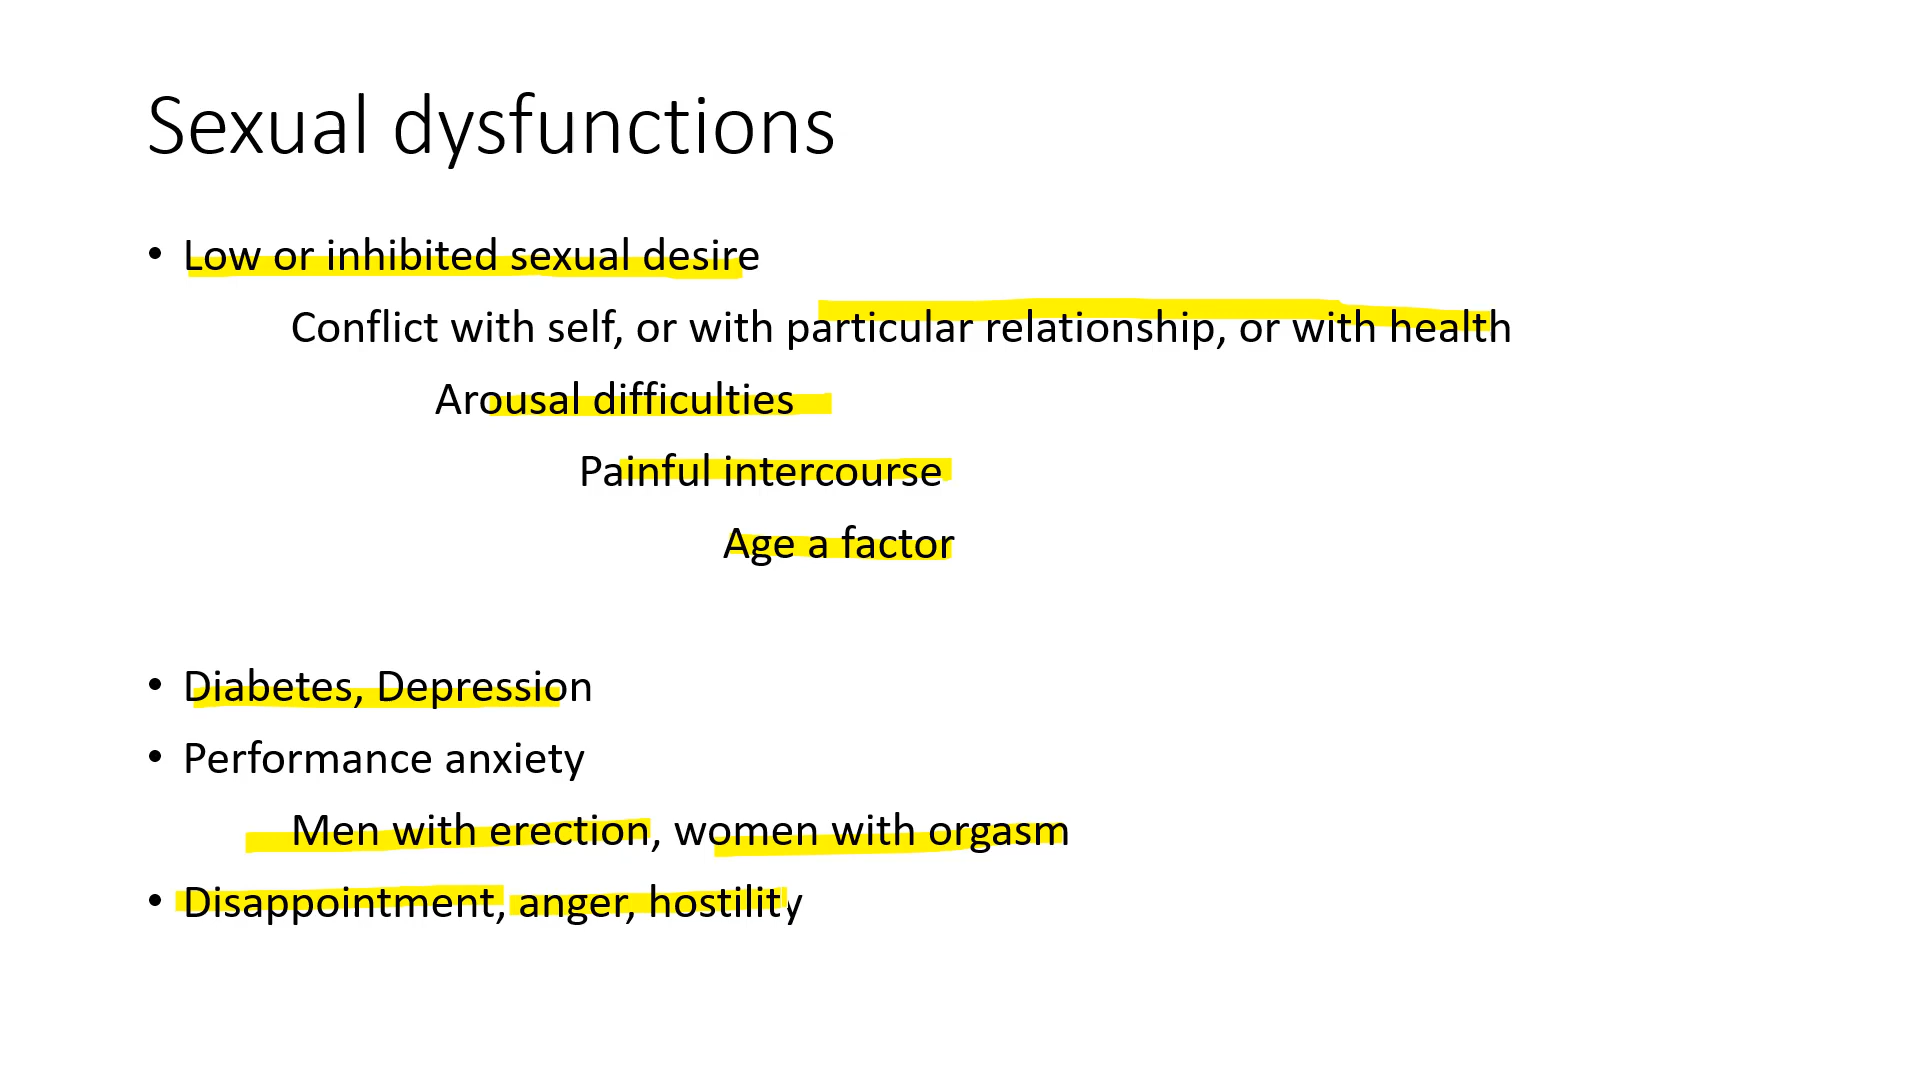 Sexual dysfunctions
• Low or inhibited sexual desire
Conflict with self, or with particular relationship, or with health
Arousal difficulties
Painful intercourse
Age a factor
• Diabetes, Depression
• Performance anxiety
Men with erection, women with orgasm
• Disappointment, anger, hostility